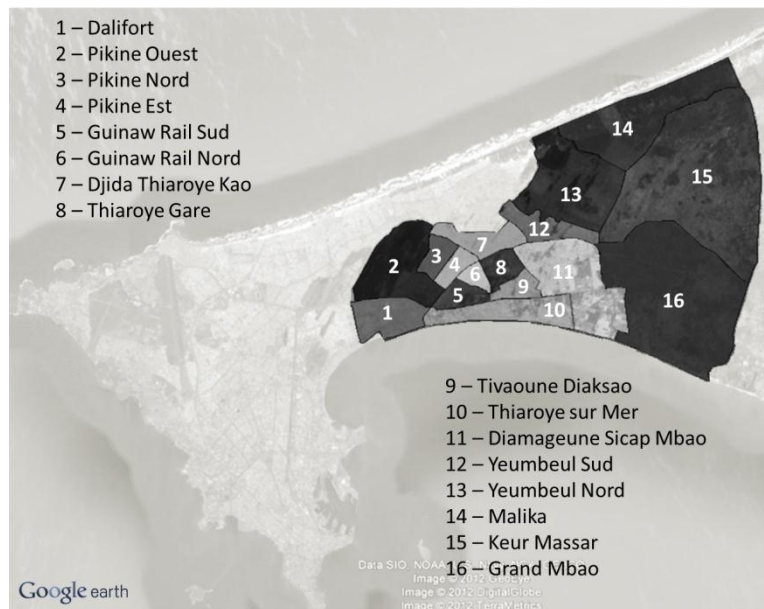 1 – Dalifort
2 – Pikine Ouest
3 – Pikine Nord
4 – Pikine Est
5 – Guinaw Rail Sud
6 – Guinaw Rail Nord
7 – Djida Thiaroye Kao
8 – Thiaroye Gare
14
15
13
12
7
3
2
4
8
11
6
9
5
16
1
10
9 – Tivaoune Diaksao
10 – Thiaroye sur Mer
11 – Diamageune Sicap Mbao
12 – Yeumbeul Sud
13 – Yeumbeul Nord
14 – Malika
15 – Keur Massar
16 – Grand Mbao
Data SIO, NOAA,
Image © 2012 GeoEye
Image © 2012 DigitalGlobe
Image © 2012 TerraMetrics
Google earth